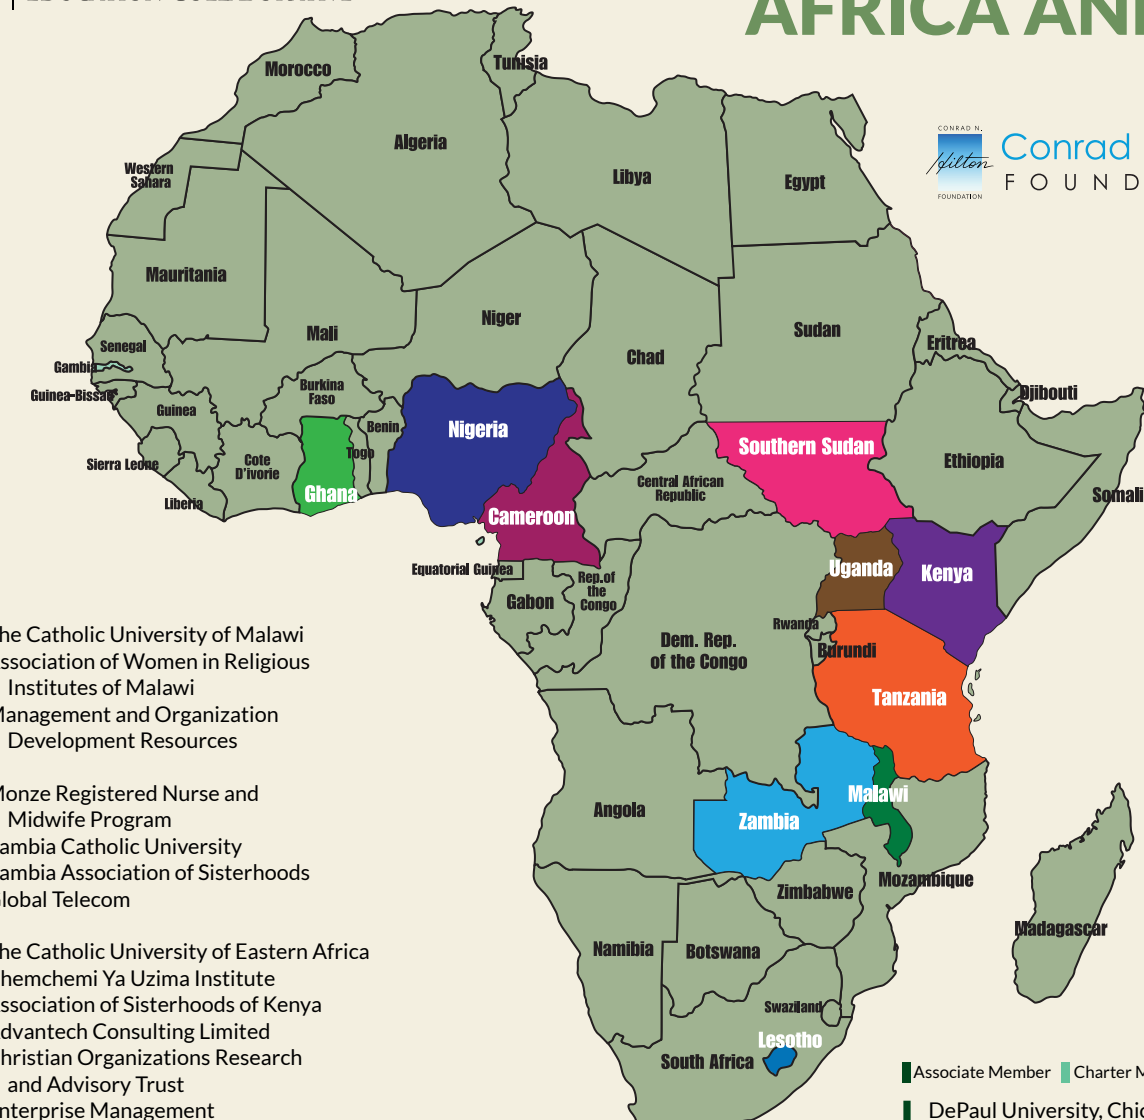 AFRICA AND
CONRAD N.
Hilton
FOUNDATION
Conrad
FOUND
Morocco
Tunisia
Algeria
Libya
Egypt
Western
Sahara
Mauritania
Mali
Niger
Chad
Sudan
Eritrea
Djibouti
Senegal
Gambia
Guinea-Bissau
Guinea
Sierra Leone
Liberia
Cote
D'ivorie
Burkina
Faso
Ghana
Togo
Benin
Nigeria
Cameroon
Central African
Republic
Southern Sudan
Ethiopia
Somali
Equatorial Guinea
Gabon
Rep.of
the
Congo
Dem. Rep.
of the Congo
Uganda
Kenya
Rwanda
Burundi
Tanzania
Angola
Zambia
Malawi
Mozambique
Zimbabwe
Namibia
Botswana
Madagascar
Swaziland
Lesotho
South Africa
he Catholic University of Malawi
ssociation of Women in Religious
Institutes of Malawi
Management and Organization
Development Resources
Monze Registered Nurse and
Midwife Program
ambia Catholic University
ambia Association of Sisterhoods
Global Telecom
he Catholic University of Eastern Africa
hemchemi Ya Uzima Institute
ssociation of Sisterhoods of Kenya
dvantech Consulting Limited
hristian Organizations Research
and Advisory Trust
nterprise Management
Associate Member Charter M
DePaul University, Chic